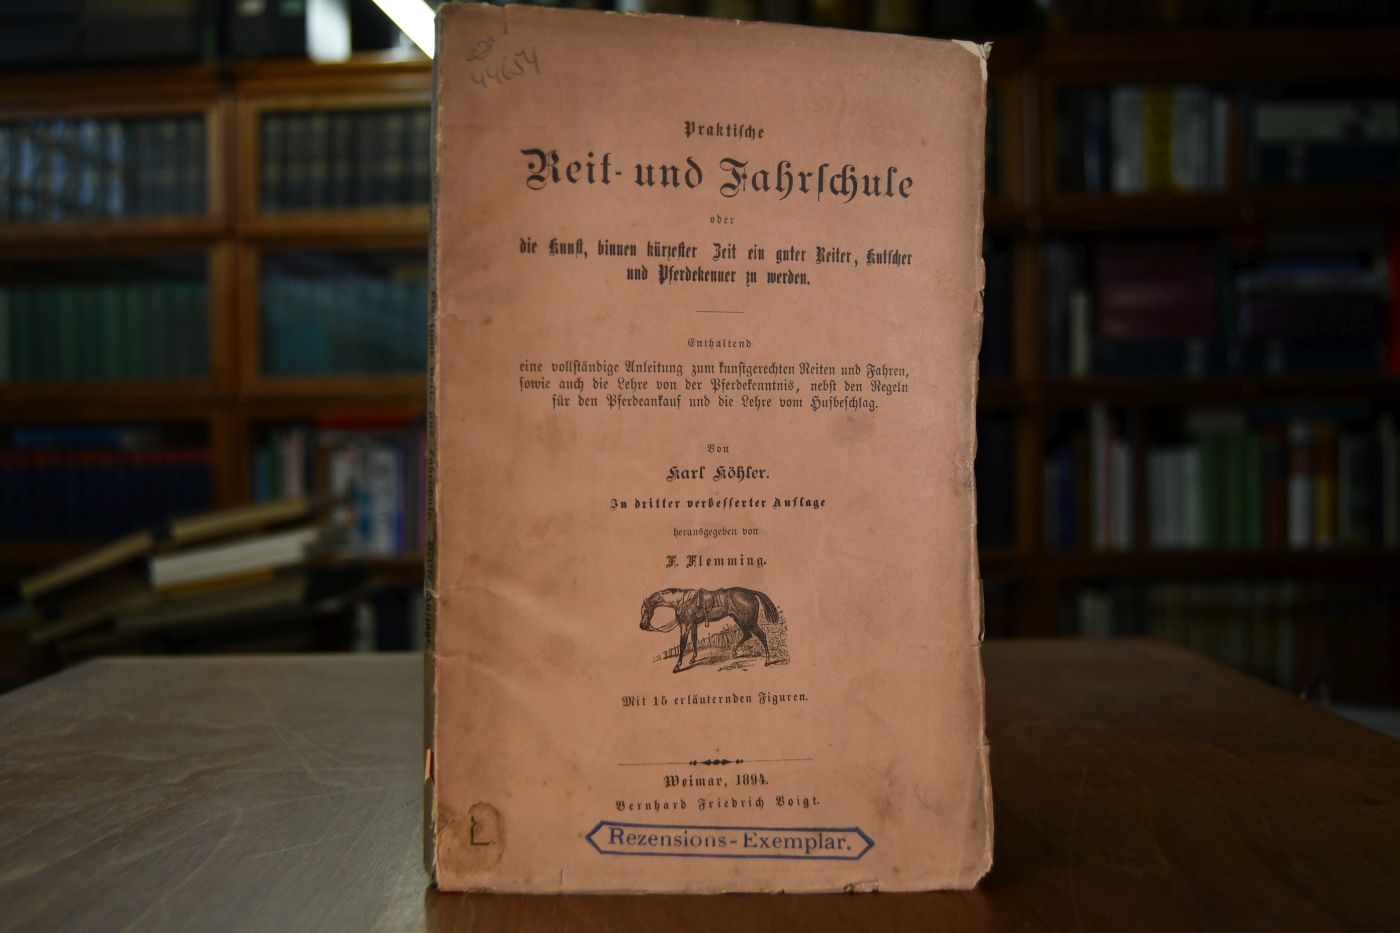 44654
Praktische
Reit- und Fahrschule
oder
die Kunst, binnen kürzester Zeit ein guter Reiter, Kutscher
und Pferdekenner zu werden.
Enthaltend
eine vollständige Anleitung zum kunstgerechten Reiten und Fahren,
sowie auch die Lehre von der Pferdekenntnis, nebst den Regeln
für den Pferdeankauf und die Lehre vom Hufbeschlag.
Von
Karl Köhler.
In dritter verbesserter Auflage
herausgegeben von
F. Flemming.
Mit 15 erläuternden Figuren.
Weimar, 1894.
Bernhard Friedrich Voigt.
Rezensions-Exemplar.
L